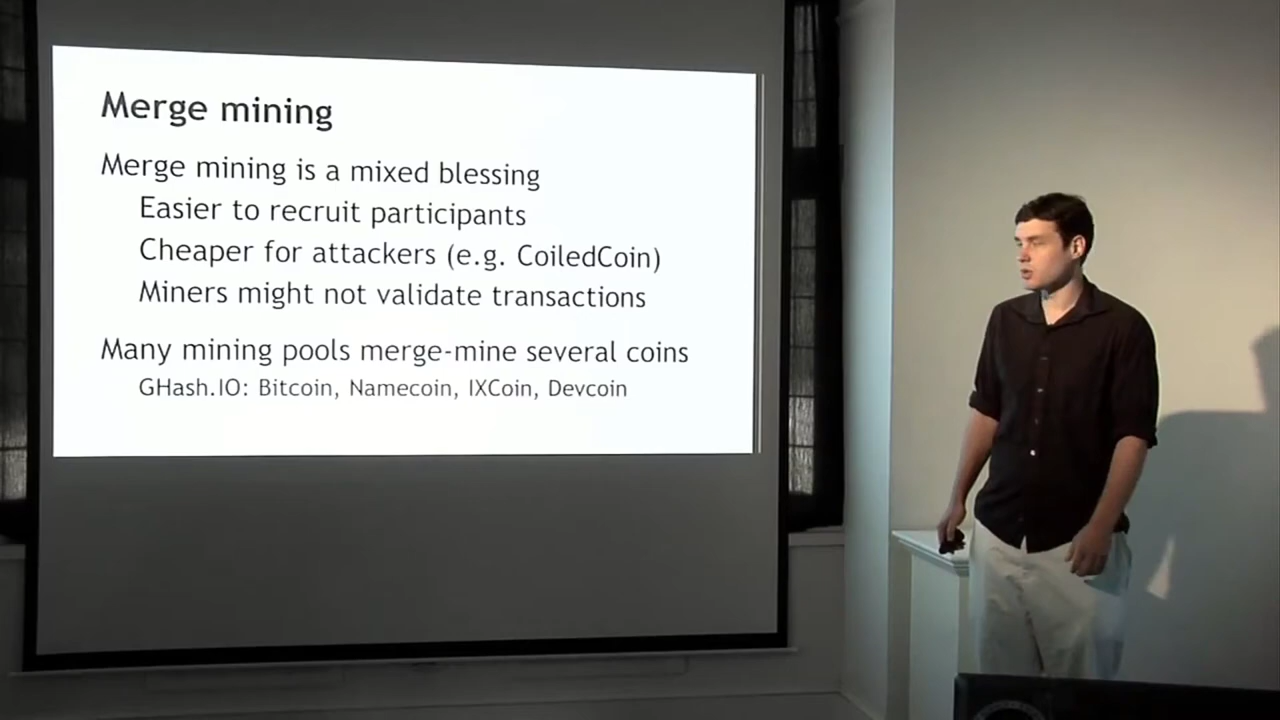 Merge mining
Merge mining is a mixed blessing
Easier to recruit participants
Cheaper for attackers (e.g. CoiledCoin)
Miners might not validate transactions
Many mining pools merge-mine several coins
GHash.IO: Bitcoin, Namecoin, IXCoin, Devcoin